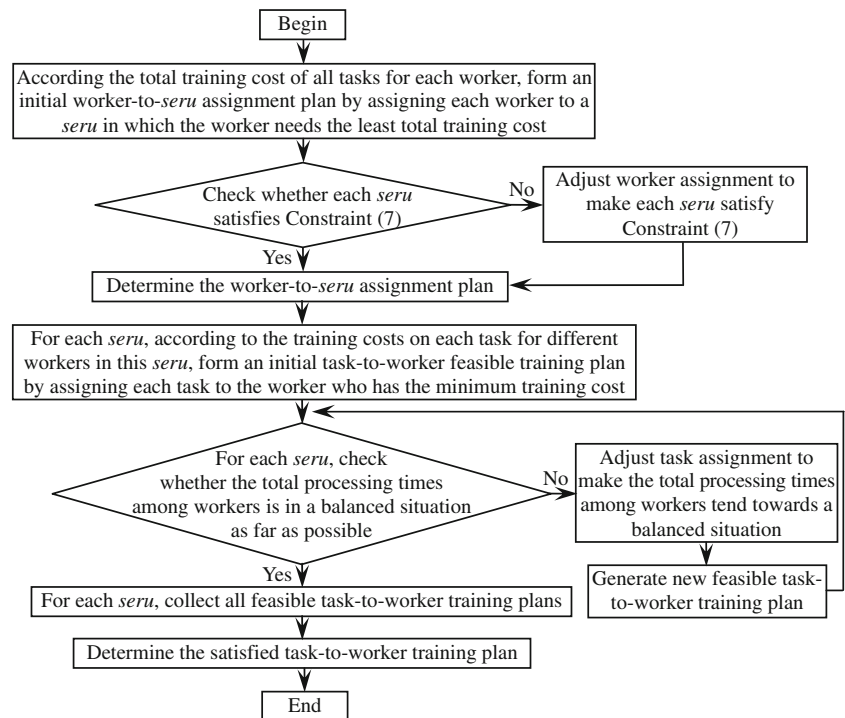 Begin
According the total training cost of all tasks for each worker, form an
initial worker-to-seru assignment plan by assigning each worker to a
seru in which the worker needs the least total training cost
Check whether each seru
satisfies Constraint (7)
No
Adjust worker assignment to
make each seru satisfy
Constraint (7)
Yes
Determine the worker-to-seru assignment plan
For each seru, according to the training costs on each task for different
workers in this seru, form an initial task-to-worker feasible training plan
by assigning each task to the worker who has the minimum training cost
For each seru, check
whether the total processing times
among workers is in a balanced situation
as far as possible
No
Adjust task assignment to
make the total processing times
among workers tend towards a
balanced situation
Generate new feasible task-
to-worker training plan
Yes
For each seru, collect all feasible task-to-worker training plans
Determine the satisfied task-to-worker training plan
End